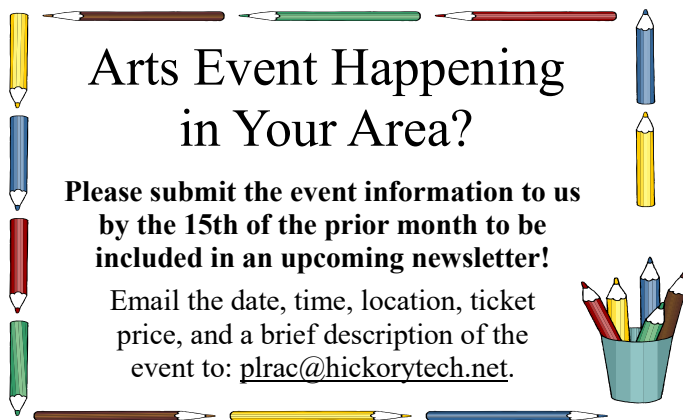 Arts Event Happening
in Your Area?
Please submit the event information to us
by the 15th of the prior month to be
included in an upcoming newsletter!
Email the date, time, location, ticket
price, and a brief description of the
event to: plrac@hickorytech.net.